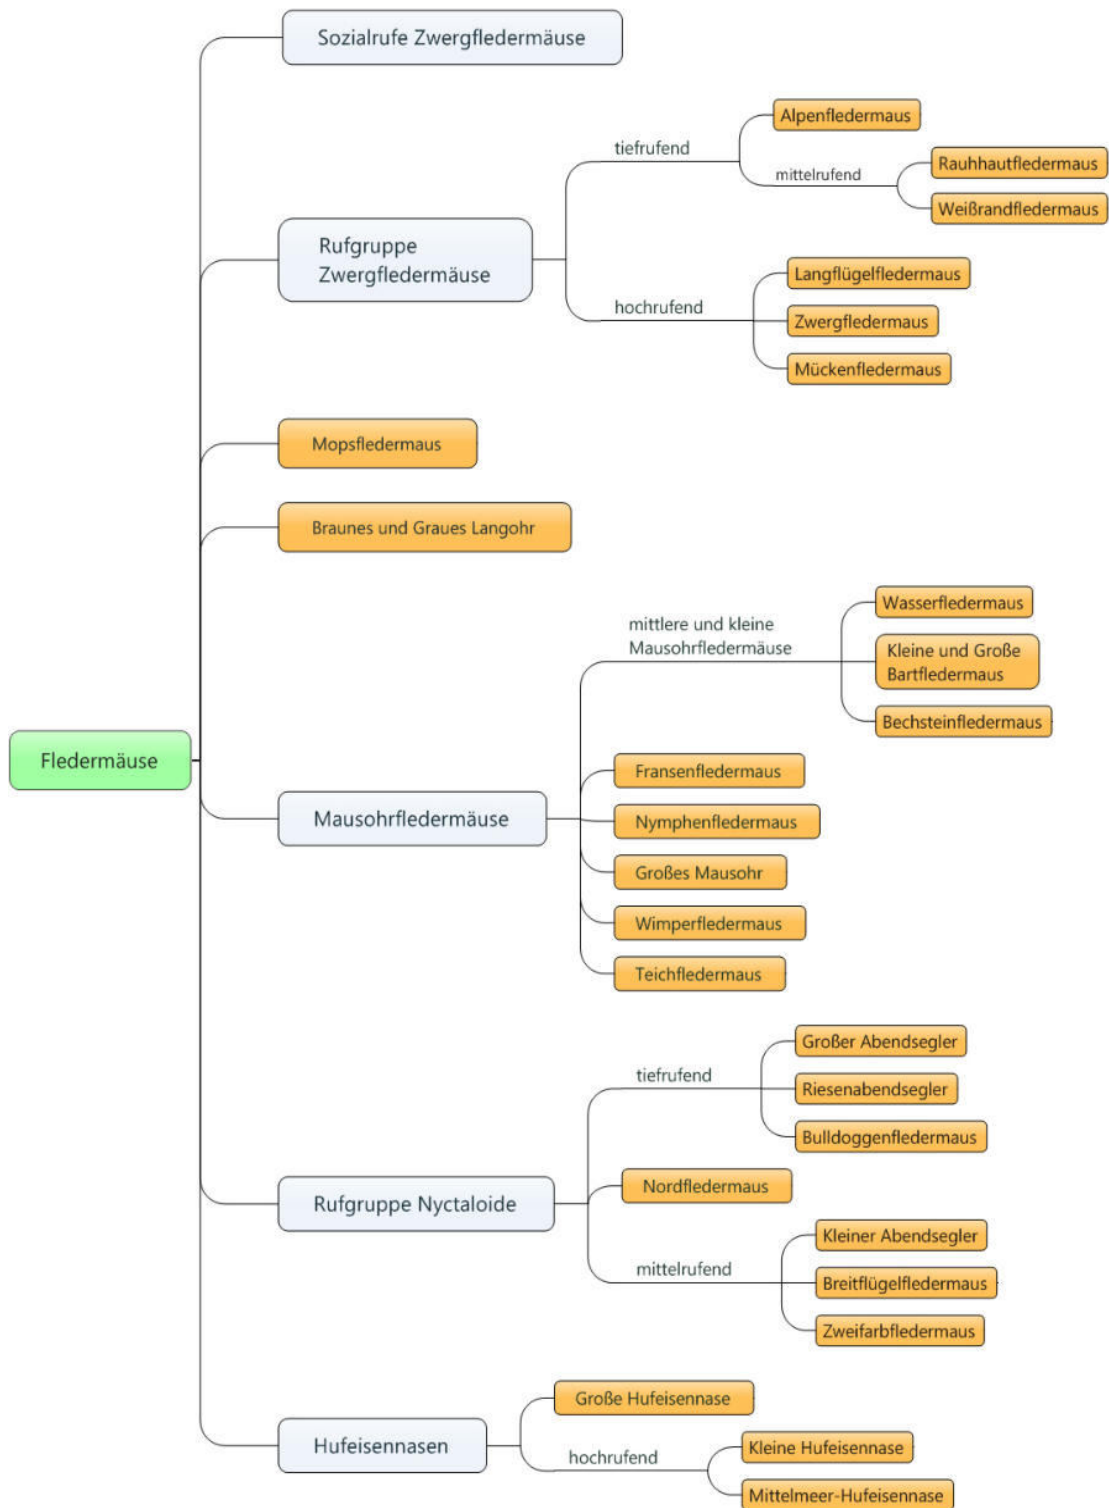 Sozialrufe Zwergfledermäuse
Alpenfledermaus
tiefrufend
Rauhhautfledermaus
mittelrufend
Weißrandfledermaus
Rufgruppe
Zwergfledermäuse
Langflügelfledermaus
hochrufend
Zwergfledermaus
Mückenfledermaus
Mopsfledermaus
Braunes und Graues Langohr
Wasserfledermaus
mittlere und kleine
Mausohrfledermäuse
Kleine und Große
Bartfledermaus
Bechsteinfledermaus
Fledermäuse
Fransenfledermaus
Mausohrfledermäuse
Nymphenfledermaus
Großes Mausohr
Wimperfledermaus
Teichfledermaus
Großer Abendsegler
tiefrufend
Riesenabendsegler
Bulldoggenfledermaus
Rufgruppe Nyctaloide
Nordfledermaus
Kleiner Abendsegler
mittelrufend
Breitflügelfledermaus
Zweifarbfledermaus
Große Hufeisennase
Hufeisennasen
hochrufend
Kleine Hufeisennase
Mittelmeer-Hufeisennase